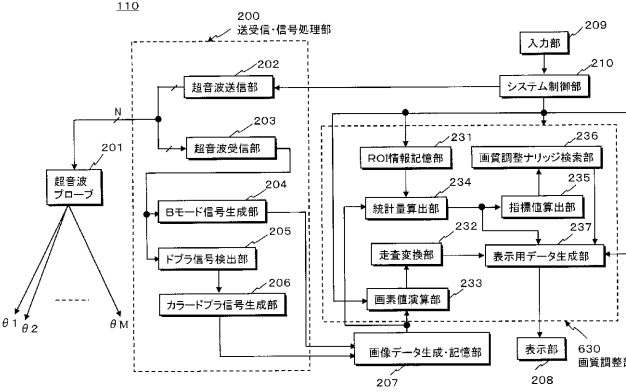 110
200
送受信・信号処理部
209
入力部
202
超音波送信部
210
システム制御部
N
203
超音波受信部
201
超音波
プローブ
231
ROI情報記憶部
236
画質調整ナリッジ検索部
204
Bモード信号生成部
234
統計量算出部
235
指標値算出部
205
ドプラ信号検出部
232
走査変換部
237
表示用データ生成部
206
カラードプラ信号生成部
233
画素値演算部
θ1
θ2
θM
画像データ生成・記憶部
207
表示部
208
630
画質調整部